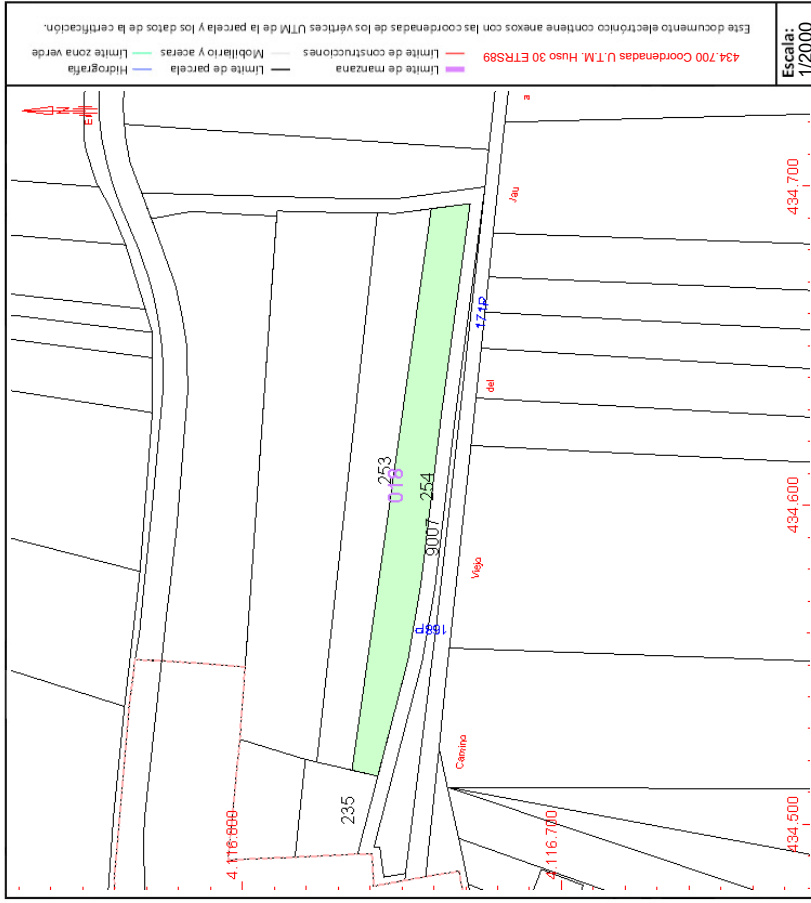 Este documento electrónico contiene anexos con las coordenadas de los vértices UTM de la parcela y los datos de la certificación.
434.700 Coordenadas U.T.M. Huso 30 ETRS89
Límite de manzana
Límite de parcela
Límite de construcciones
Mobiliario y aceras
Límite zona verde
Hidrografía
Escala:
1/2000
434.700
Jau
a
171P
del
253
018
254
9007
434.600
Viejo
Camino
235
4.116.800
4.116.700
434.500